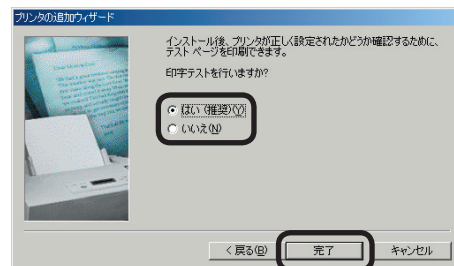 プリンタの追加ウィザード
インストール後、プリンタが正しく設定されたかどうか確認するために、
テスト ページを印刷できます。
印字テストを行いますか?
はい (推奨)(Y)
いいえ(N)
< 戻る(B)
完了
キャンセル